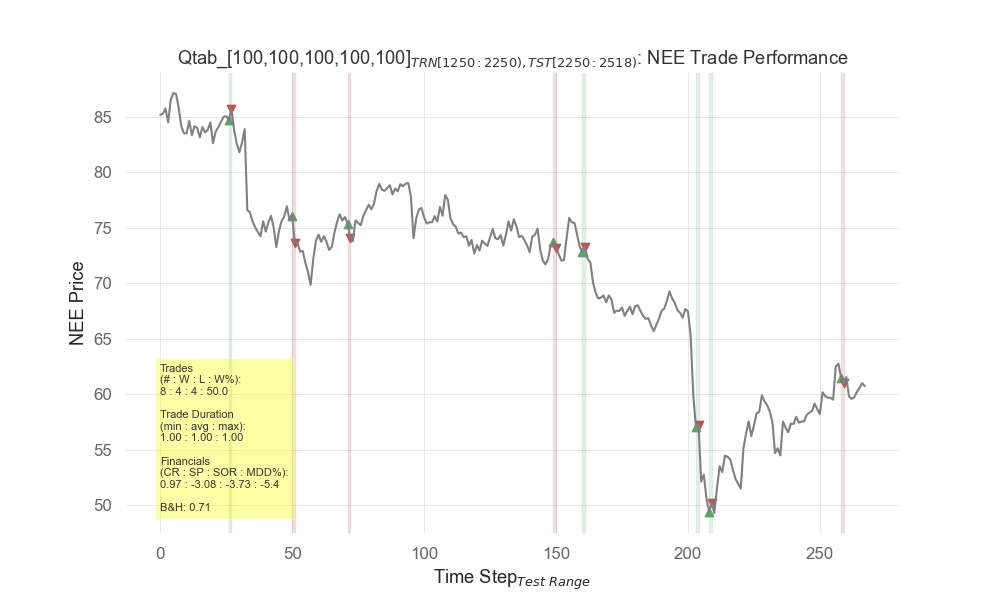 Qtab_[100,100,100,100,100]TRN[1250:2250),TST[2250:2518): NEE Trade Performance
NEE Price
85
80
75
70
65
60
55
50
Trades
(# : W : L : W%):
8 : 4 : 4 : 50.0
Trade Duration
(min : avg : max):
1.00 : 1.00 : 1.00
Financials
(CR : SP : SOR : MDD%):
0.97 : -3.08 : -3.73 : -5.4
B&H: 0.71
0 50 100 150 200 250
Time StepTest Range